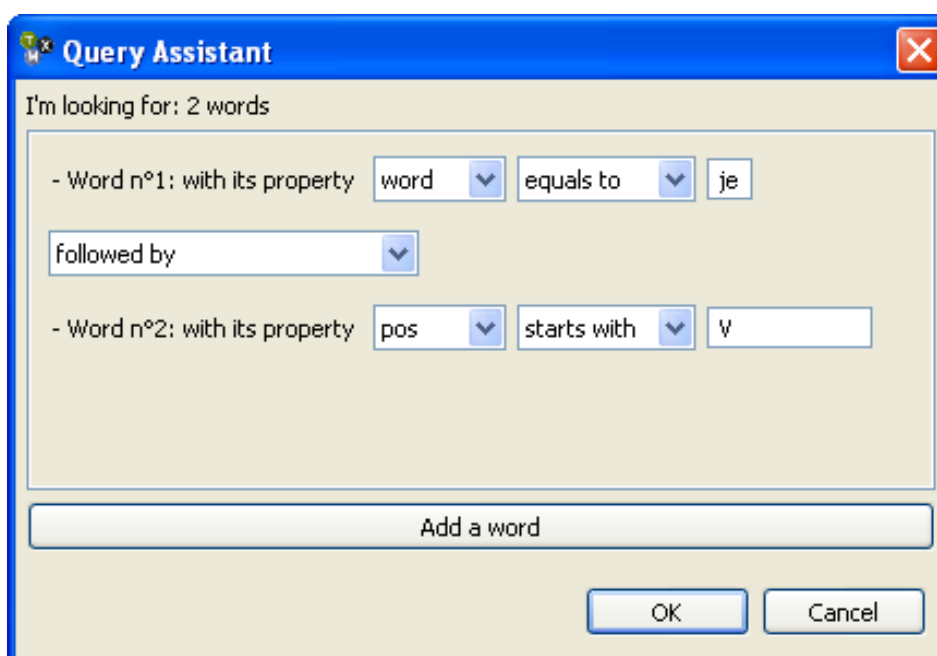 Query Assistant
I'm looking for: 2 words
- Word n°1: with its property word equals to je
followed by
- Word n°2: with its property pos starts with V
Add a word
OK Cancel